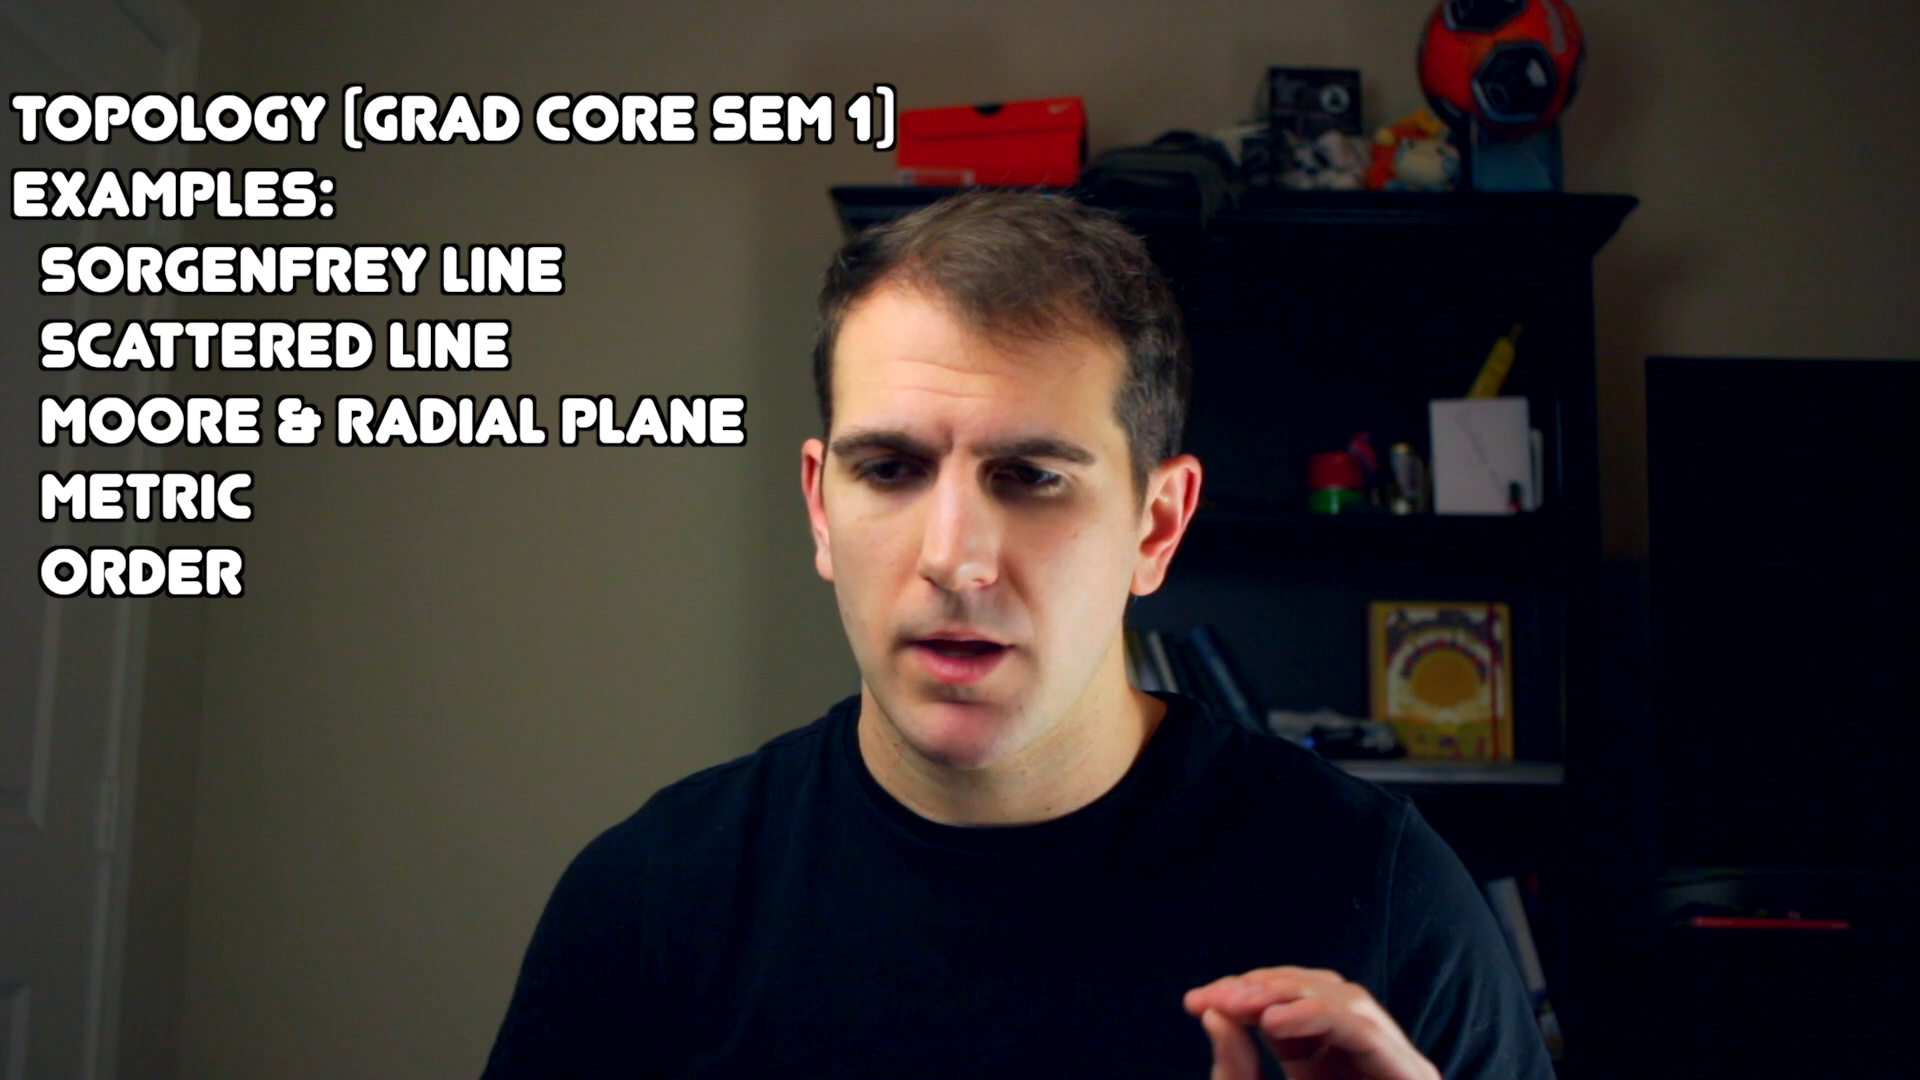 TOPOLOGY (GRAD CORE SEM 1)
EXAMPLES:
SORGENFREY LINE
SCATTERED LINE
MOORE & RADIAL PLANE
METRIC
ORDER